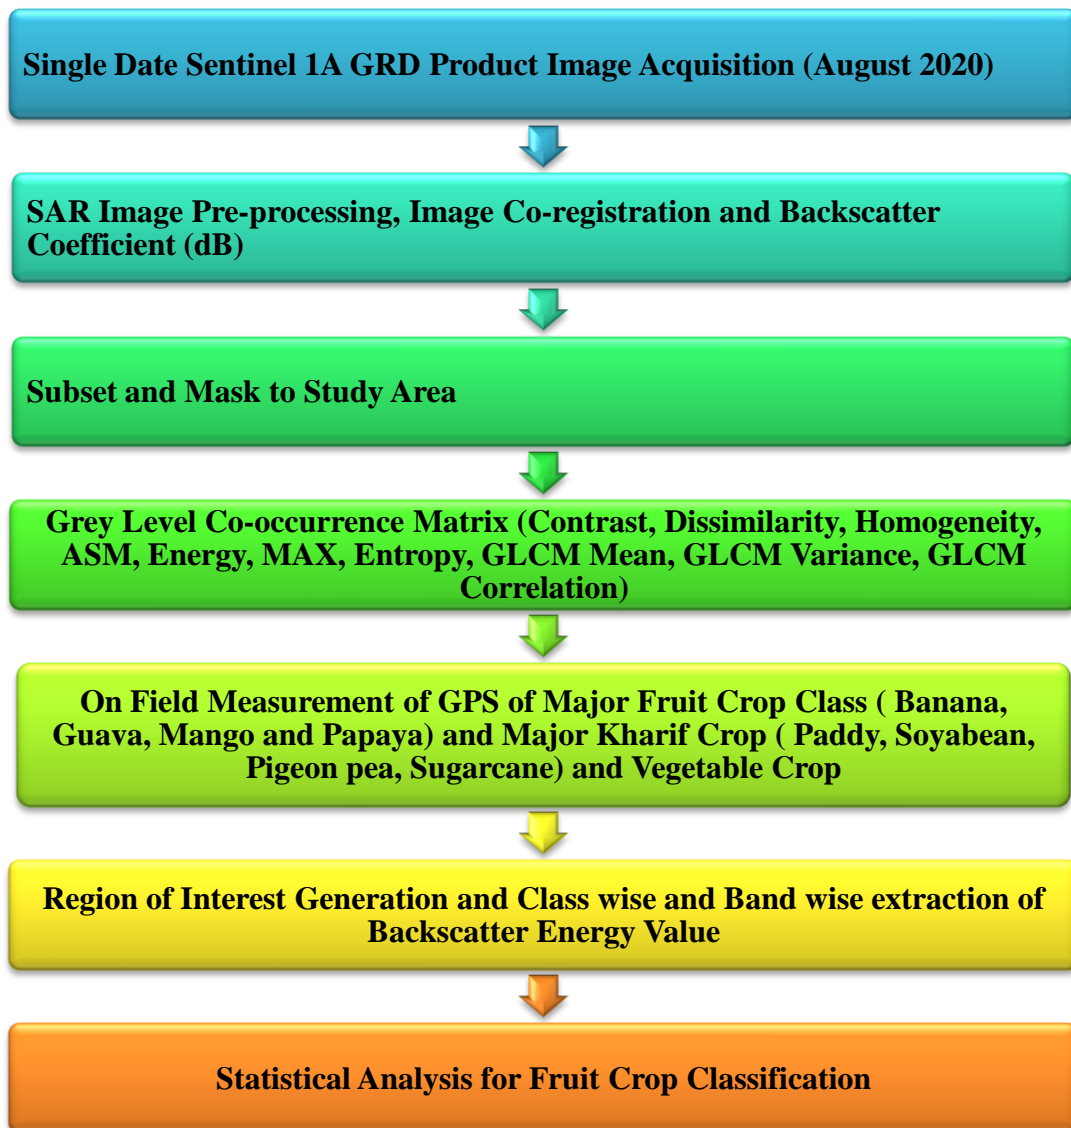 Single Date Sentinel 1A GRD Product Image Acquisition (August 2020)
SAR Image Pre-processing, Image Co-registration and Backscatter
Coefficient (dB)
Subset and Mask to Study Area
Grey Level Co-occurrence Matrix (Contrast, Dissimilarity, Homogeneity,
ASM, Energy, MAX, Entropy, GLCM Mean, GLCM Variance, GLCM
Correlation)
On Field Measurement of GPS of Major Fruit Crop Class ( Banana,
Guava, Mango and Papaya) and Major Kharif Crop ( Paddy, Soyabean,
Pigeon pea, Sugarcane) and Vegetable Crop
Region of Interest Generation and Class wise and Band wise extraction of
Backscatter Energy Value
Statistical Analysis for Fruit Crop Classification